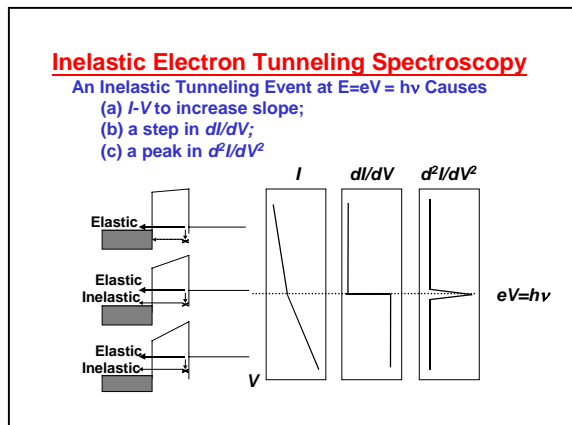 Inelastic Electron Tunneling Spectroscopy
An Inelastic Tunneling Event at E=eV = hν Causes
(a) I-V to increase slope;
(b) a step in dI/dV;
(c) a peak in d²I/dV²
I dI/dV d²I/dV²
Elastic
Elastic
Inelastic
eV=hν
Elastic
Inelastic
V